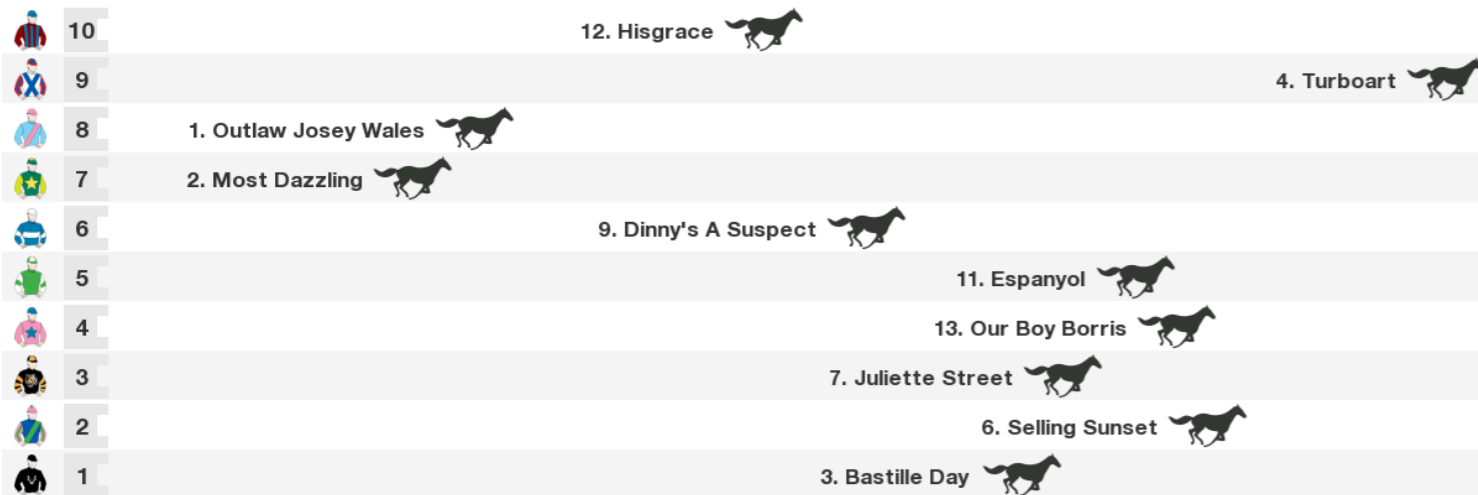 10 12. Hisgrace
9 4. Turboart
8 1. Outlaw Josey Wales
7 2. Most Dazzling
6 9. Dinny's A Suspect
5 11. Espanyol
4 13. Our Boy Borris
3 7. Juliette Street
2 6. Selling Sunset
1 3. Bastille Day